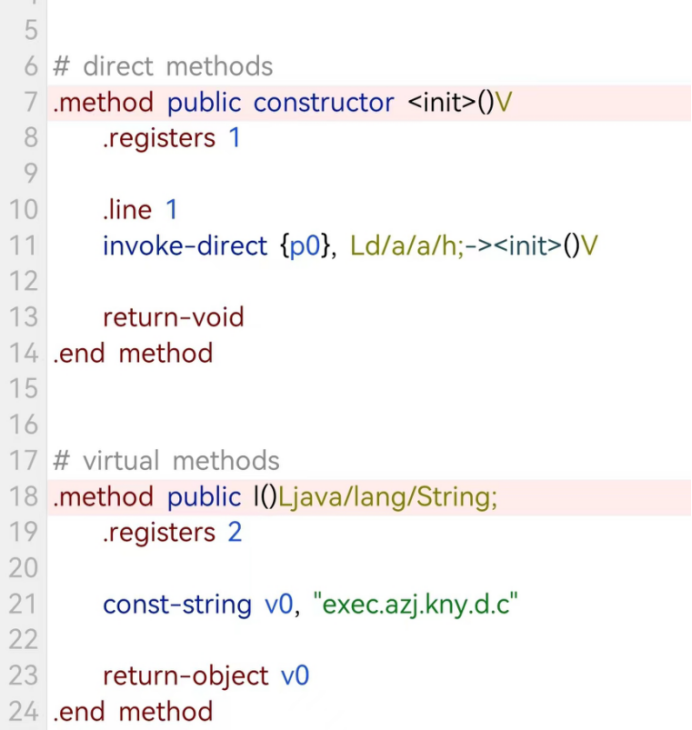 5
6 # direct methods
7 .method public constructor <init>()V
8 .registers 1
9
10 .line 1
11 invoke-direct {p0}, Ld/a/a/h;-><init>()V
12
13 return-void
14 .end method
15
16
17 # virtual methods
18 .method public l()Ljava/lang/String;
19 .registers 2
20
21 const-string v0, "exec.azj.kny.d.c"
22
23 return-object v0
24 .end method